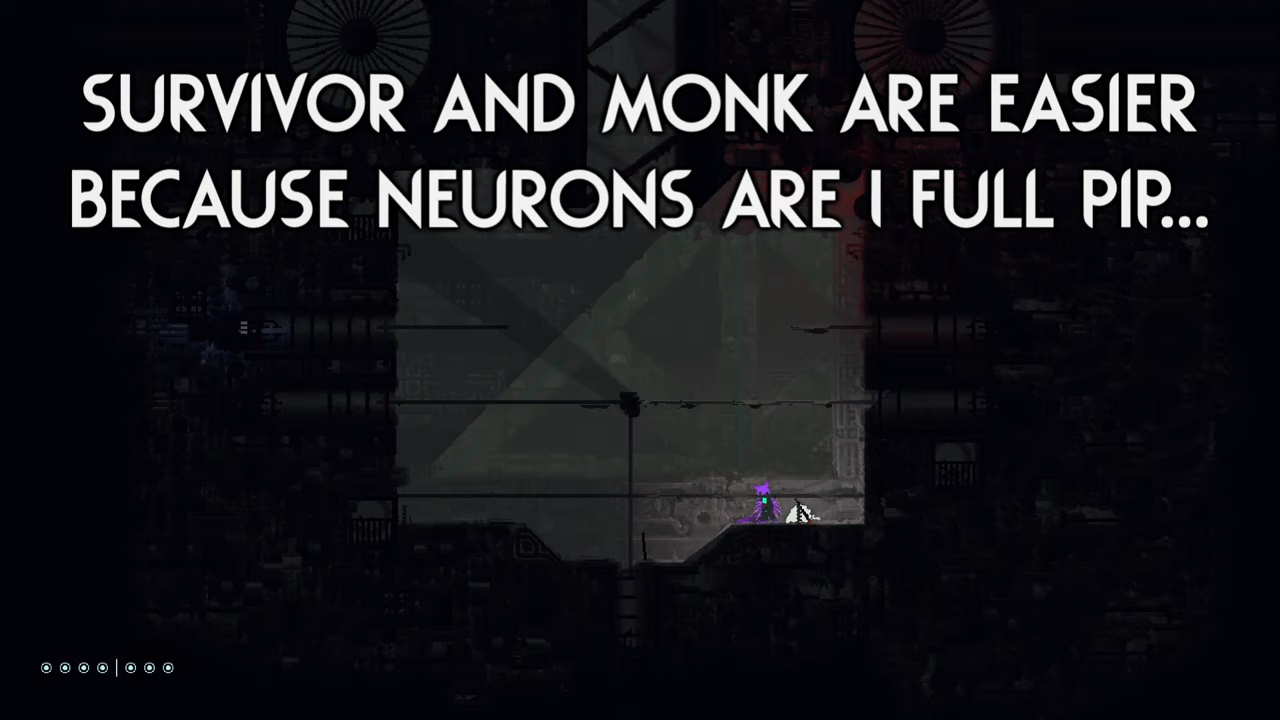 SURVIVOR AND MONK ARE EASIER
BECAUSE NEURONS ARE 1 FULL PIP...